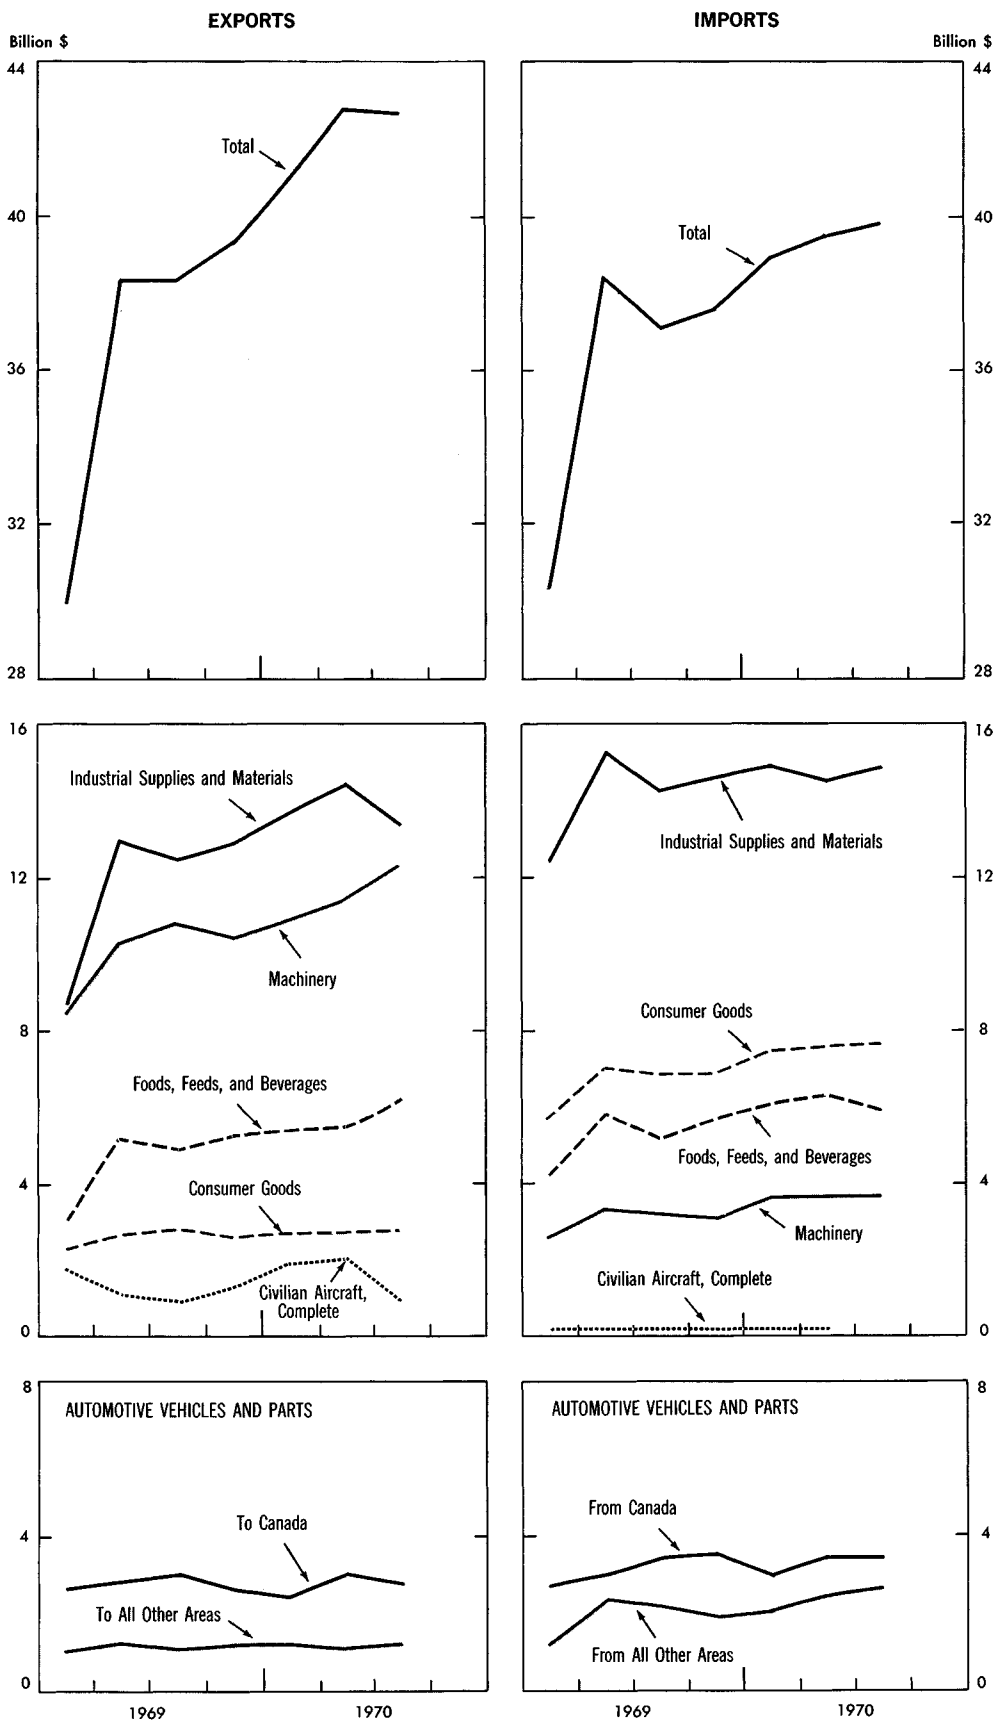 EXPORTS
IMPORTS
Billion $
Billion $
44
44
Total
Total
40
40
36
36
32
32
28
28
16
16
Industrial Supplies and Materials
Industrial Supplies and Materials
12
12
Machinery
Consumer Goods
8
8
Foods, Feeds, and Beverages
Foods, Feeds, and Beverages
4
4
Consumer Goods
Machinery
Civilian Aircraft,
Complete
Civilian Aircraft, Complete
0
0
8
8
AUTOMOTIVE VEHICLES AND PARTS
AUTOMOTIVE VEHICLES AND PARTS
To Canada
From Canada
4
4
To All Other Areas
From All Other Areas
0
0
1969
1970
1969
1970